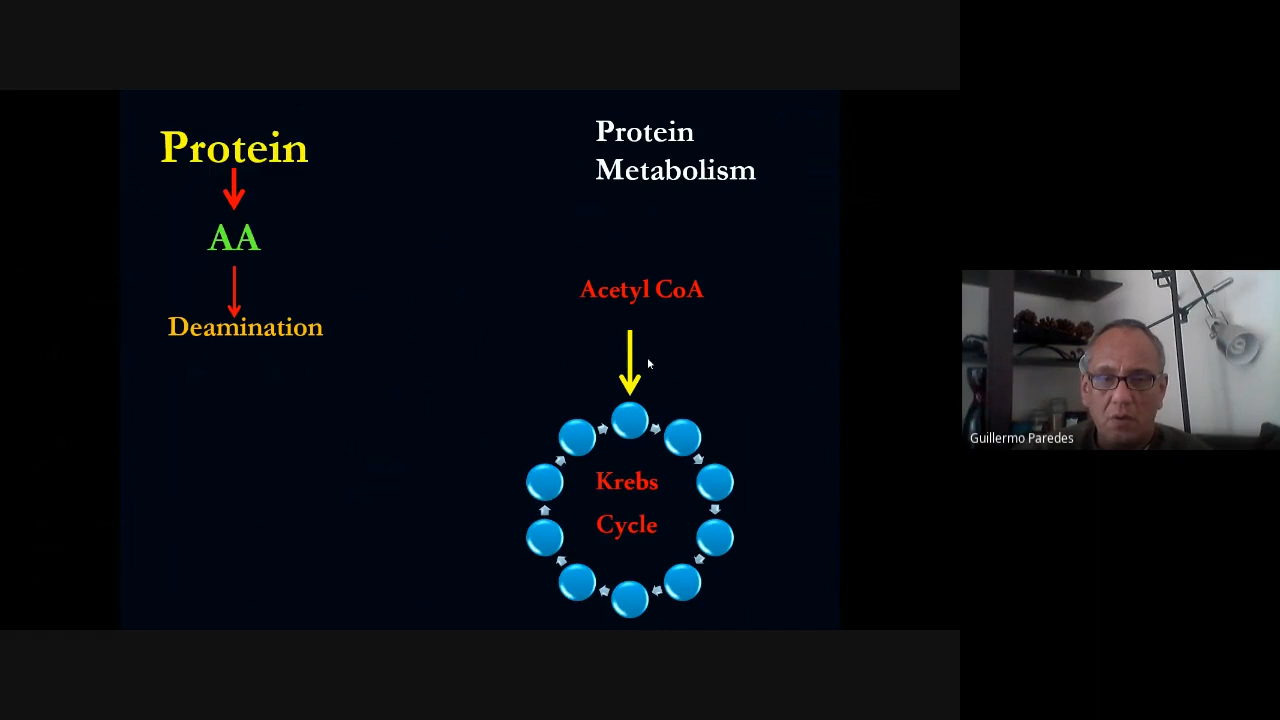 Protein
AA
Deamination
Protein
Metabolism
Acetyl CoA
Krebs
Cycle
Guillermo Paredes